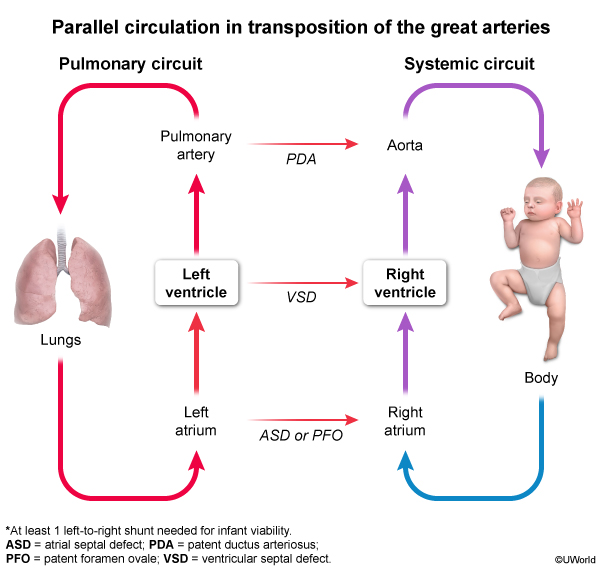 Parallel circulation in transposition of the great arteries
Pulmonary circuit
Systemic circuit
Pulmonary
artery
PDA
Aorta
Left
ventricle
VSD
Right
ventricle
Lungs
Body
Left
atrium
ASD or PFO
Right
atrium
*At least 1 left-to-right shunt needed for infant viability.
ASD = atrial septal defect; PDA = patent ductus arteriosus;
PFO = patent foramen ovale; VSD = ventricular septal defect.
©UWorld